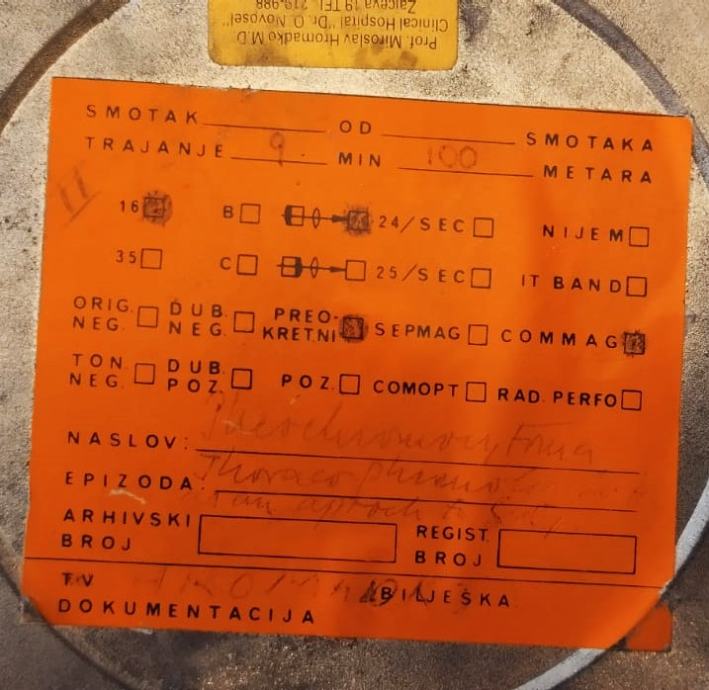 Prof. Miroslav Hromadko M.D
Clinical Hospital "Dr. O. Novosel"
Zajčeva 19 TEL. 219-988
SMOTAK OD SMOTAKA
TRAJANJE 9 MIN 100 METARA
11
16 B 24/SEC NIJEM
35 C 25/SEC IT BAND
ORIG. NEG. DUB. NEG. PREO-KRETNI SEPMAG COMMAG
TON NEG. DUB. POZ. POZ. COMOPT RAD. PERFO
NASLOV:
EPIZODA:
ARHIVSKI BROJ REGIST. BROJ
TV DOKUMENTACIJA BILJEŠKA